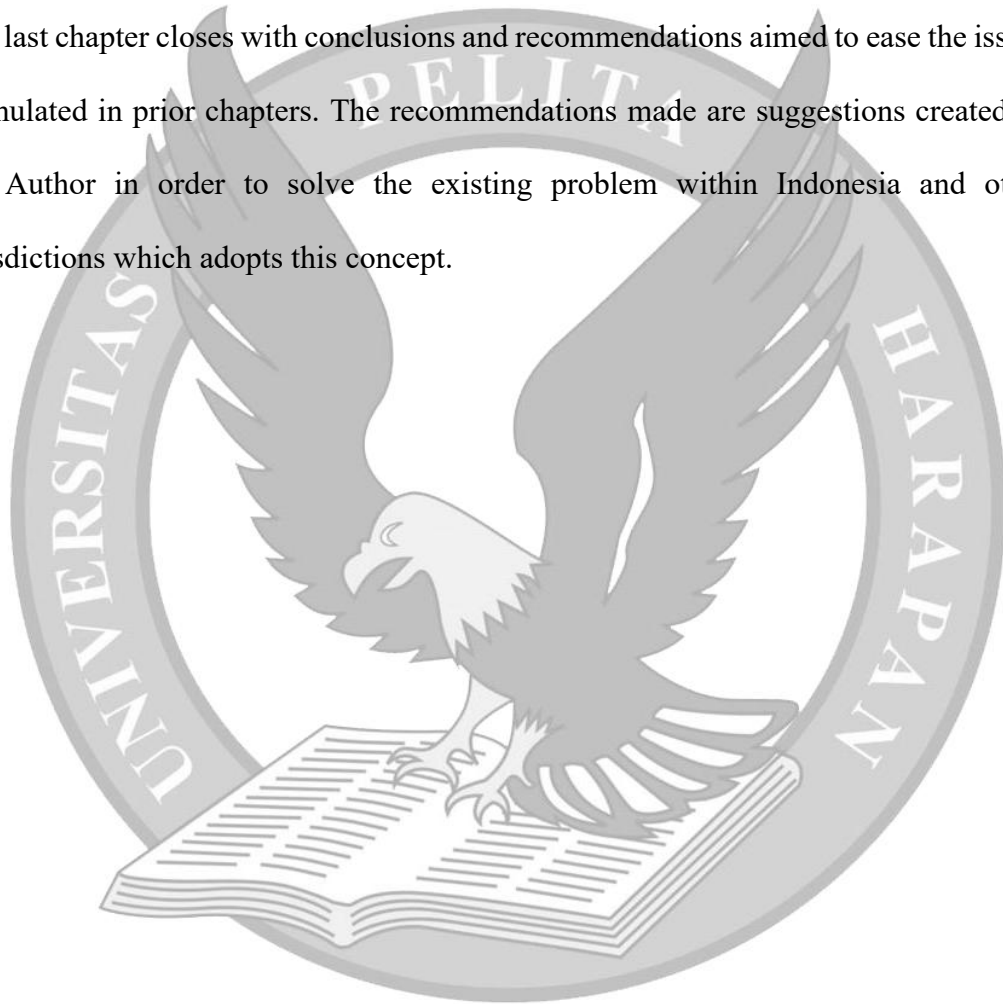 last chapter closes with conclusions and recommendations aimed to ease the iss
nulated in prior chapters. The recommendations made are suggestions created
Author in order to solve the existing problem within Indonesia and ot
sdictions which adopts this concept.
UNIVERSITAS PELITA HARAPAN